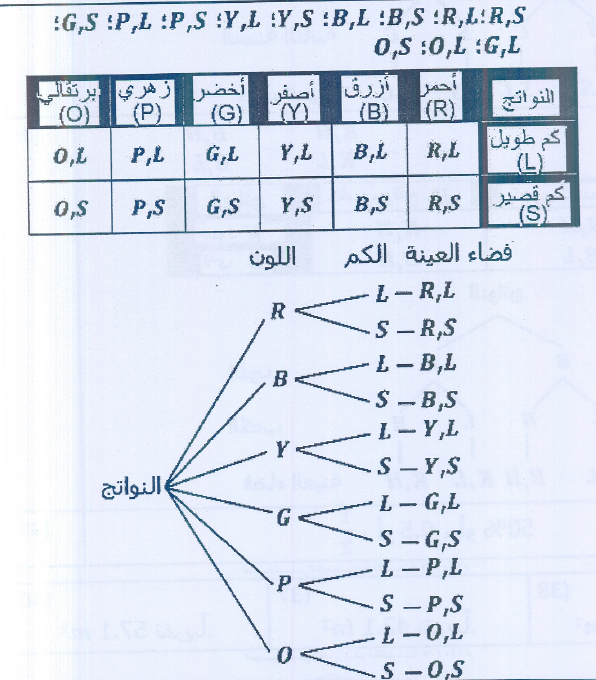 R,S؛ R,L؛ B,S؛ B,L؛ Y,S؛ Y,L؛ P,S؛ P,L؛ G,S؛
G,L؛ O,L؛ O,S
النواتج أحمر (R) أزرق (B) أصفر (Y) أخضر (G) زهري (P) برتقالي (O)
كم طويل (L) R,L B,L Y,L G,L P,L O,L
كم قصير (S) R,S B,S Y,S G,S P,S O,S
فضاء العينة الكم اللون
R L – R,L
S – R,S
B L – B,L
S – B,S
Y L – Y,L
S – Y,S
النواتج
G L – G,L
S – G,S
P L – P,L
S – P,S
O L – O,L
S – O,S